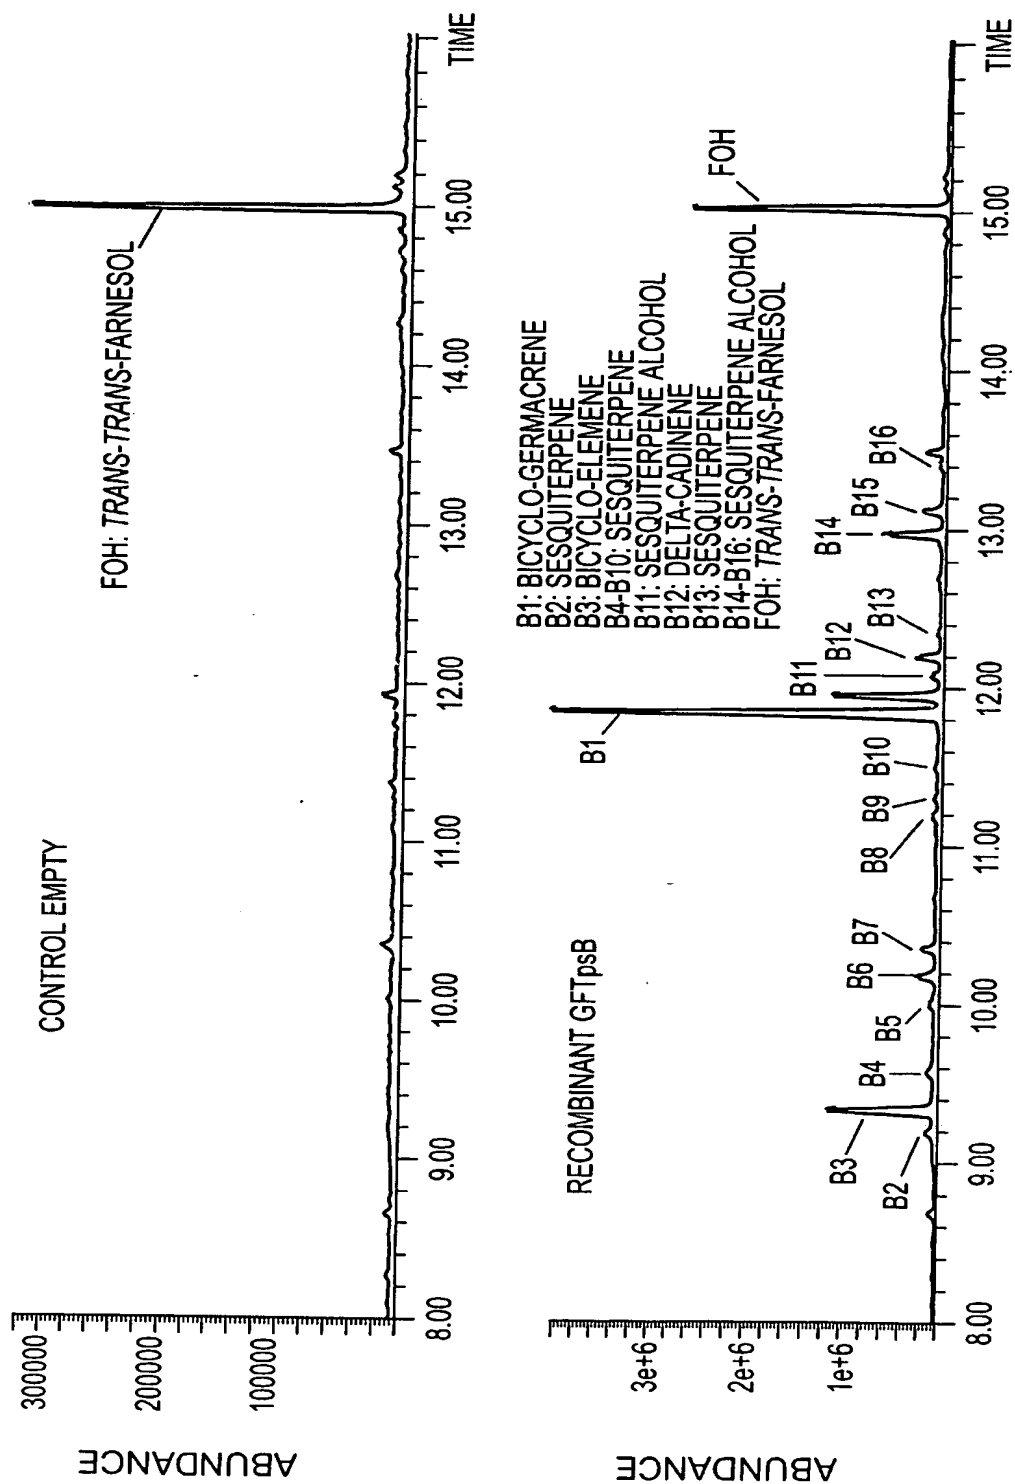 CONTROL EMPTY
FOH: TRANS-TRANS-FARNESOL
ABUNDANCE
300000
200000
100000
8.00 9.00 10.00 11.00 12.00 13.00 14.00 15.00 TIME
RECOMBINANT GFTpsB
B1: BICYCLO-GERMACRENE
B2: SESQUITERPENE
B3: BICYCLO-ELEMENE
B4-B10: SESQUITERPENE
B11: SESQUITERPENE ALCOHOL
B12: DELTA-CADINENE
B13: SESQUITERPENE
B14-B16: SESQUITERPENE ALCOHOL
FOH: TRANS-TRANS-FARNESOL
ABUNDANCE
3e+6
2e+6
1e+6
B2
B3
B4
B5
B6
B7
B8
B9
B10
B1
B11
B12
B13
B14
B15
B16
FOH
8.00 9.00 10.00 11.00 12.00 13.00 14.00 15.00 TIME